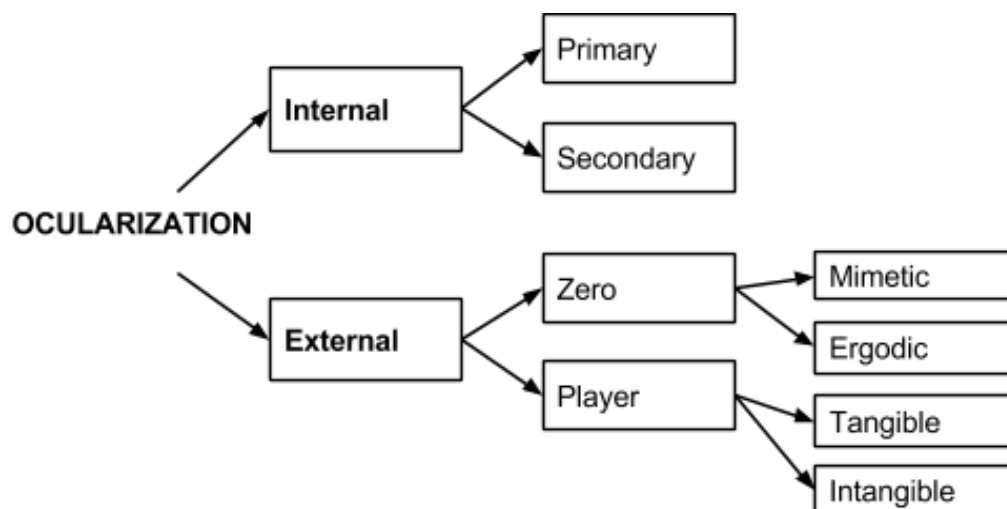 Primary
Internal
Secondary
OCULARIZATION
Zero
Mimetic
External
Ergodic
Player
Tangible
Intangible